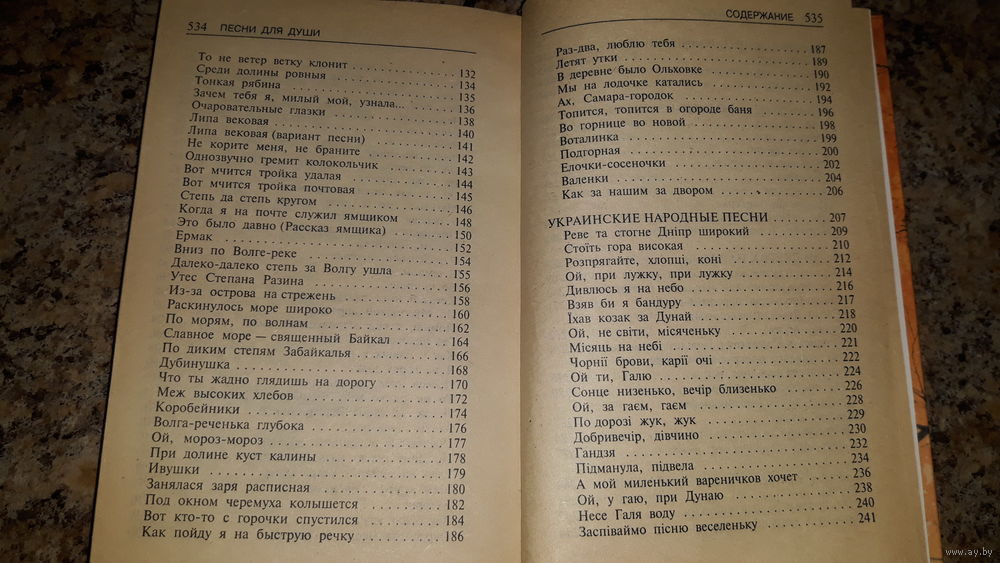 534 ПЕСНИ ДЛЯ ДУШИ
То не ветер ветку клонит 132
Среди долины ровныя 134
Тонкая рябина 135
Зачем тебя я, милый мой, узнала... 136
Очаровательные глазки 138
Липа вековая 140
Липа вековая (вариант песни) 141
Не корите меня, не браните 142
Однозвучно гремит колокольчик 143
Вот мчится тройка удалая 144
Вот мчится тройка почтовая 145
Степь да степь кругом 146
Когда я на почте служил ямщиком 148
Это было давно (Рассказ ямщика) 150
Ермак 152
Вниз по Волге-реке 154
Далеко-далеко степь за Волгу ушла 155
Утес Степана Разина 156
Из-за острова на стрежень 158
Раскинулось море широко 160
По морям, по волнам 162
Славное море — священный Байкал 164
По диким степям Забайкалья 166
Дубинушка 168
Что ты жадно глядишь на дорогу 170
Меж высоких хлебов 172
Коробейники 174
Волга-реченька глубока 176
Ой, мороз-мороз 177
При долине куст калины 178
Ивушки 179
Занялася заря расписная 180
Под окном черемуха колышется 182
Вот кто-то с горочки спустился 184
Как пойду я на быструю речку 186
СОДЕРЖАНИЕ 535
Раз-два, люблю тебя 187
Летят утки 189
В деревне было Ольховке 190
Мы на лодочке катались 192
Ах, Самара-городок 194
Топится, топится в огороде баня 196
Во горнице во новой 198
Воталинка 199
Подгорная 200
Елочки-сосеночки 202
Валенки 204
Как за нашим за двором 206
УКРАИНСКИЕ НАРОДНЫЕ ПЕСНИ 207
Реве та стогне Дніпр широкий 209
Стоїть гора високая 210
Розпрягайте, хлопці, коні 212
Ой, при лужку, при лужку 214
Дивлюсь я на небо 216
Взяв би я бандуру 217
Їхав козак за Дунай 218
Ой, не світи, місяченьку 220
Місяць на небі 221
Чорнії брови, карії очі 222
Ой ти, Галю 224
Сонце низенько, вечір близенько 226
Ой, за гаєм, гаєм 228
По дорозі жук, жук 229
Добривечір, дівчино 230
Гандзя 232
Підманула, підвела 234
А мой миленький вареничков хочет 236
Ой, у гаю, при Дунаю 238
Несе Галя воду 240
Заспіваймо пісню веселеньку 241
www.ay.by